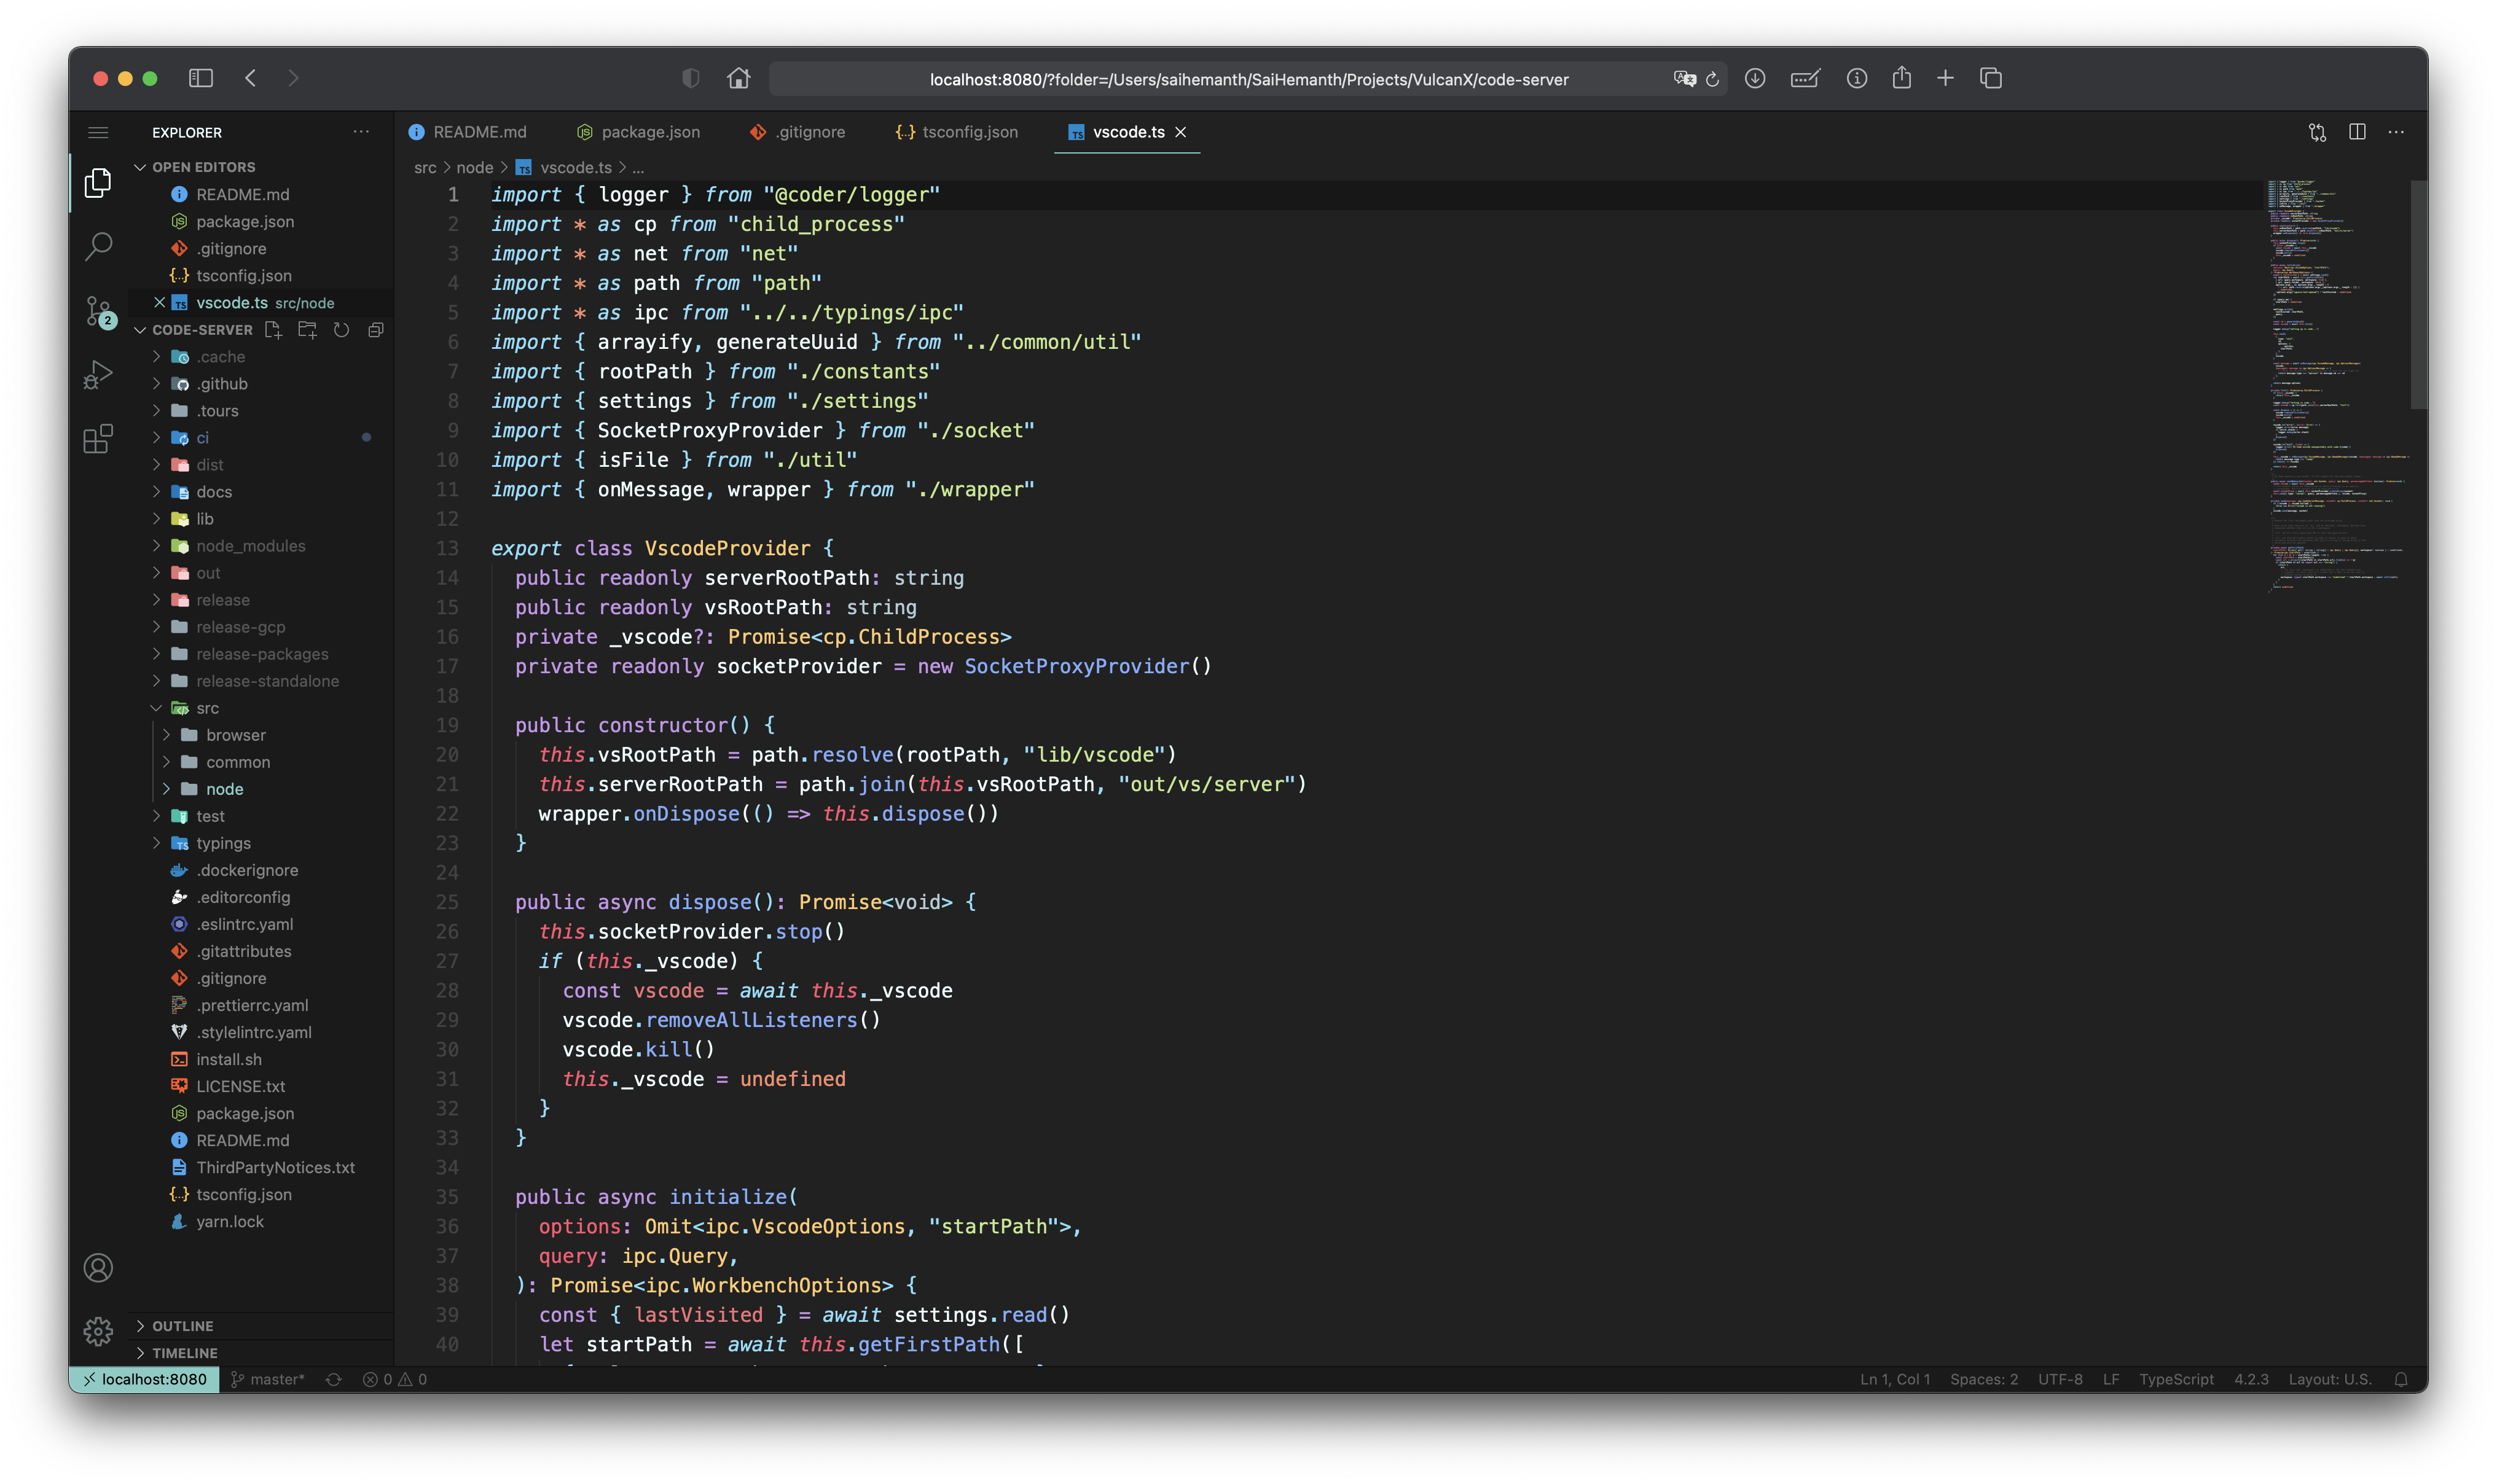 localhost:8080/?folder=/Users/saihemanth/SaiHemanth/Projects/VulcanX/code-server
EXPLORER
OPEN EDITORS
README.md
package.json
.gitignore
tsconfig.json
vscode.ts src/node
2
CODE-SERVER
.cache
.github
.tours
ci
dist
docs
lib
node_modules
out
release
release-gcp
release-packages
release-standalone
src
browser
common
node
test
typings
.dockerignore
.editorconfig
.eslintrc.yaml
.gitattributes
.gitignore
.prettierrc.yaml
.stylelintrc.yaml
install.sh
LICENSE.txt
package.json
README.md
ThirdPartyNotices.txt
tsconfig.json
yarn.lock
OUTLINE
TIMELINE
README.md package.json .gitignore tsconfig.json vscode.ts
src > node > vscode.ts > ...
1 import { logger } from "@coder/logger"
2 import * as cp from "child_process"
3 import * as net from "net"
4 import * as path from "path"
5 import * as ipc from "../../typings/ipc"
6 import { arrayify, generateUuid } from "../common/util"
7 import { rootPath } from "./constants"
8 import { settings } from "./settings"
9 import { SocketProxyProvider } from "./socket"
10 import { isFile } from "./util"
11 import { onMessage, wrapper } from "./wrapper"
12
13 export class VscodeProvider {
14 public readonly serverRootPath: string
15 public readonly vsRootPath: string
16 private _vscode?: Promise<cp.ChildProcess>
17 private readonly socketProvider = new SocketProxyProvider()
18
19 public constructor() {
20 this.vsRootPath = path.resolve(rootPath, "lib/vscode")
21 this.serverRootPath = path.join(this.vsRootPath, "out/vs/server")
22 wrapper.onDispose(() => this.dispose())
23 }
24
25 public async dispose(): Promise<void> {
26 this.socketProvider.stop()
27 if (this._vscode) {
28 const vscode = await this._vscode
29 vscode.removeAllListeners()
30 vscode.kill()
31 this._vscode = undefined
32 }
33 }
34
35 public async initialize(
36 options: Omit<ipc.VscodeOptions, "startPath">,
37 query: ipc.Query,
38 ): Promise<ipc.WorkbenchOptions> {
39 const { lastVisited } = await settings.read()
40 let startPath = await this.getFirstPath([
localhost:8080 master* 0 0 Ln 1, Col 1 Spaces: 2 UTF-8 LF TypeScript 4.2.3 Layout: U.S.